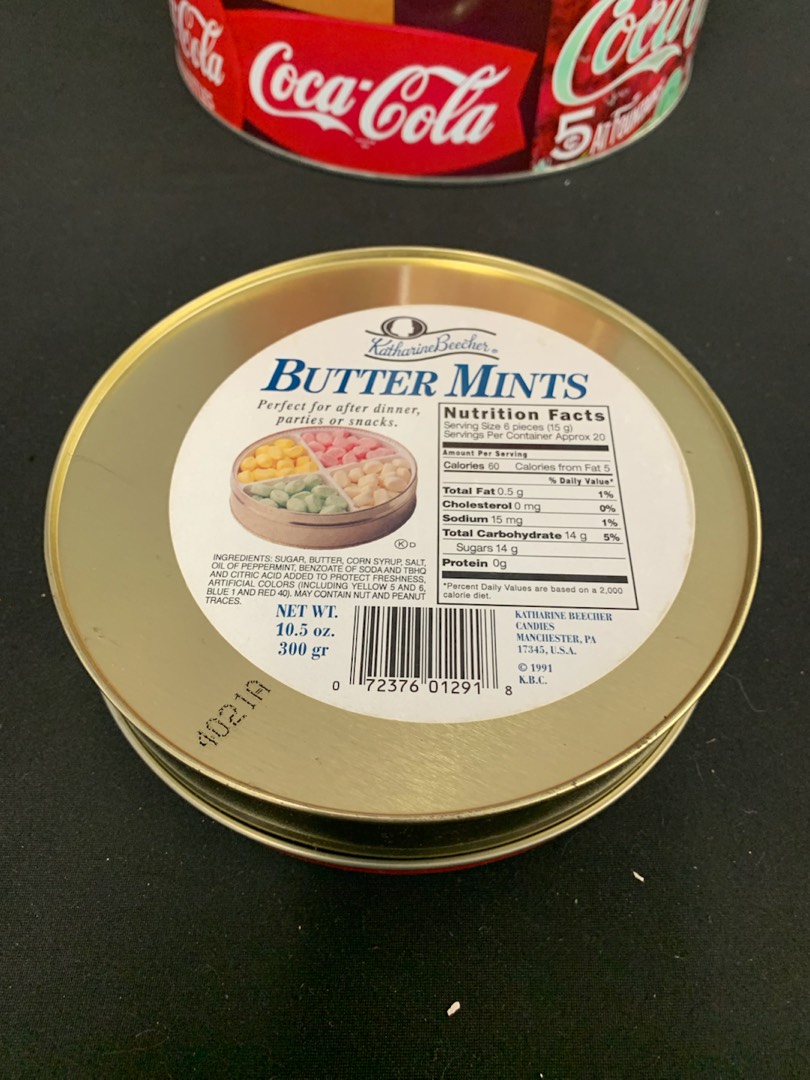 Coca-Cola
Cola
Coca
5
At Fou
Katharine Beecher®
BUTTER MINTS
Perfect for after dinner,
parties or snacks.
K D
INGREDIENTS: SUGAR, BUTTER, CORN SYRUP, SALT,
OIL OF PEPPERMINT, BENZOATE OF SODA AND TBHQ
AND CITRIC ACID ADDED TO PROTECT FRESHNESS,
ARTIFICIAL COLORS (INCLUDING YELLOW 5 AND 6,
BLUE 1 AND RED 40). MAY CONTAIN NUT AND PEANUT
TRACES.
Nutrition Facts
Serving Size 6 pieces (15 g)
Servings Per Container Approx 20
Amount Per Serving
Calories 60 Calories from Fat 5
% Daily Value*
Total Fat 0.5 g 1%
Cholesterol 0 mg 0%
Sodium 15 mg 1%
Total Carbohydrate 14 g 5%
Sugars 14 g
Protein 0g
*Percent Daily Values are based on a 2,000
calorie diet.
NET WT.
10.5 oz.
300 gr
0 72376 01291 8
KATHARINE BEECHER
CANDIES
MANCHESTER, PA
17345, U.S.A.
© 1991
K.B.C.
4021A